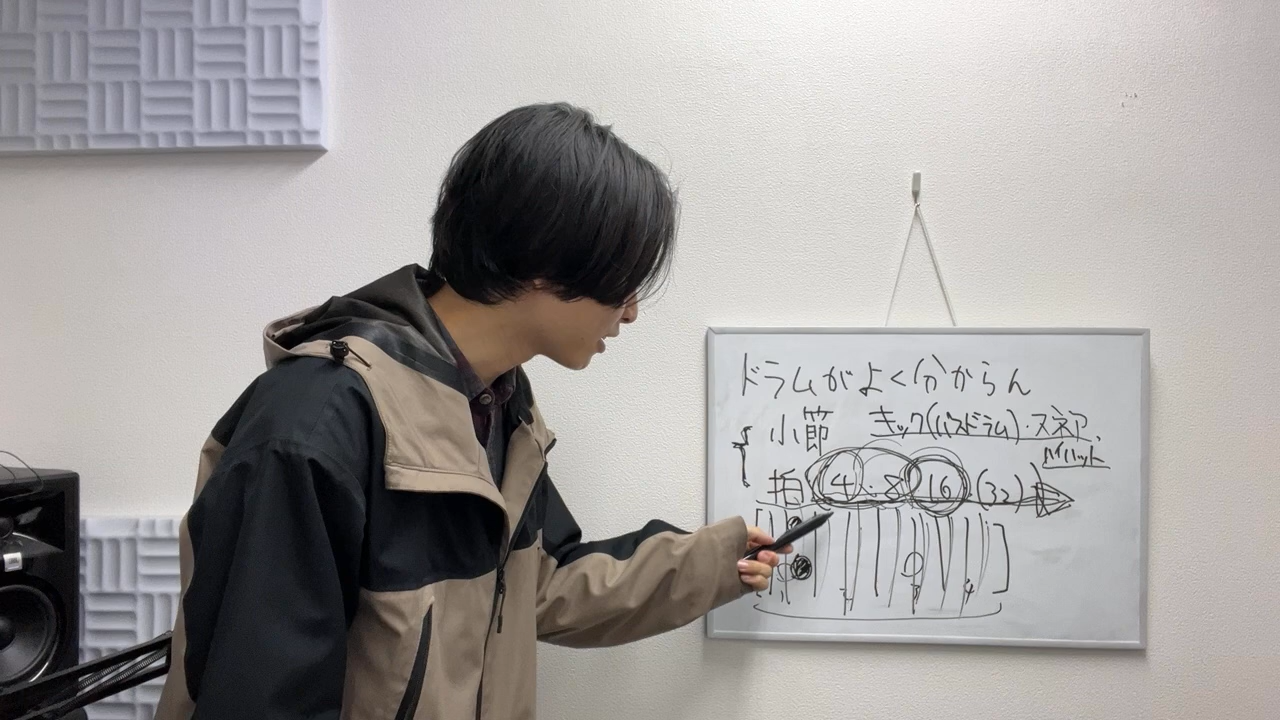 ドラムがよく分からん
小節 キック(バスドラム)・スネア、
ハイハット
拍 4・8 16 (32)